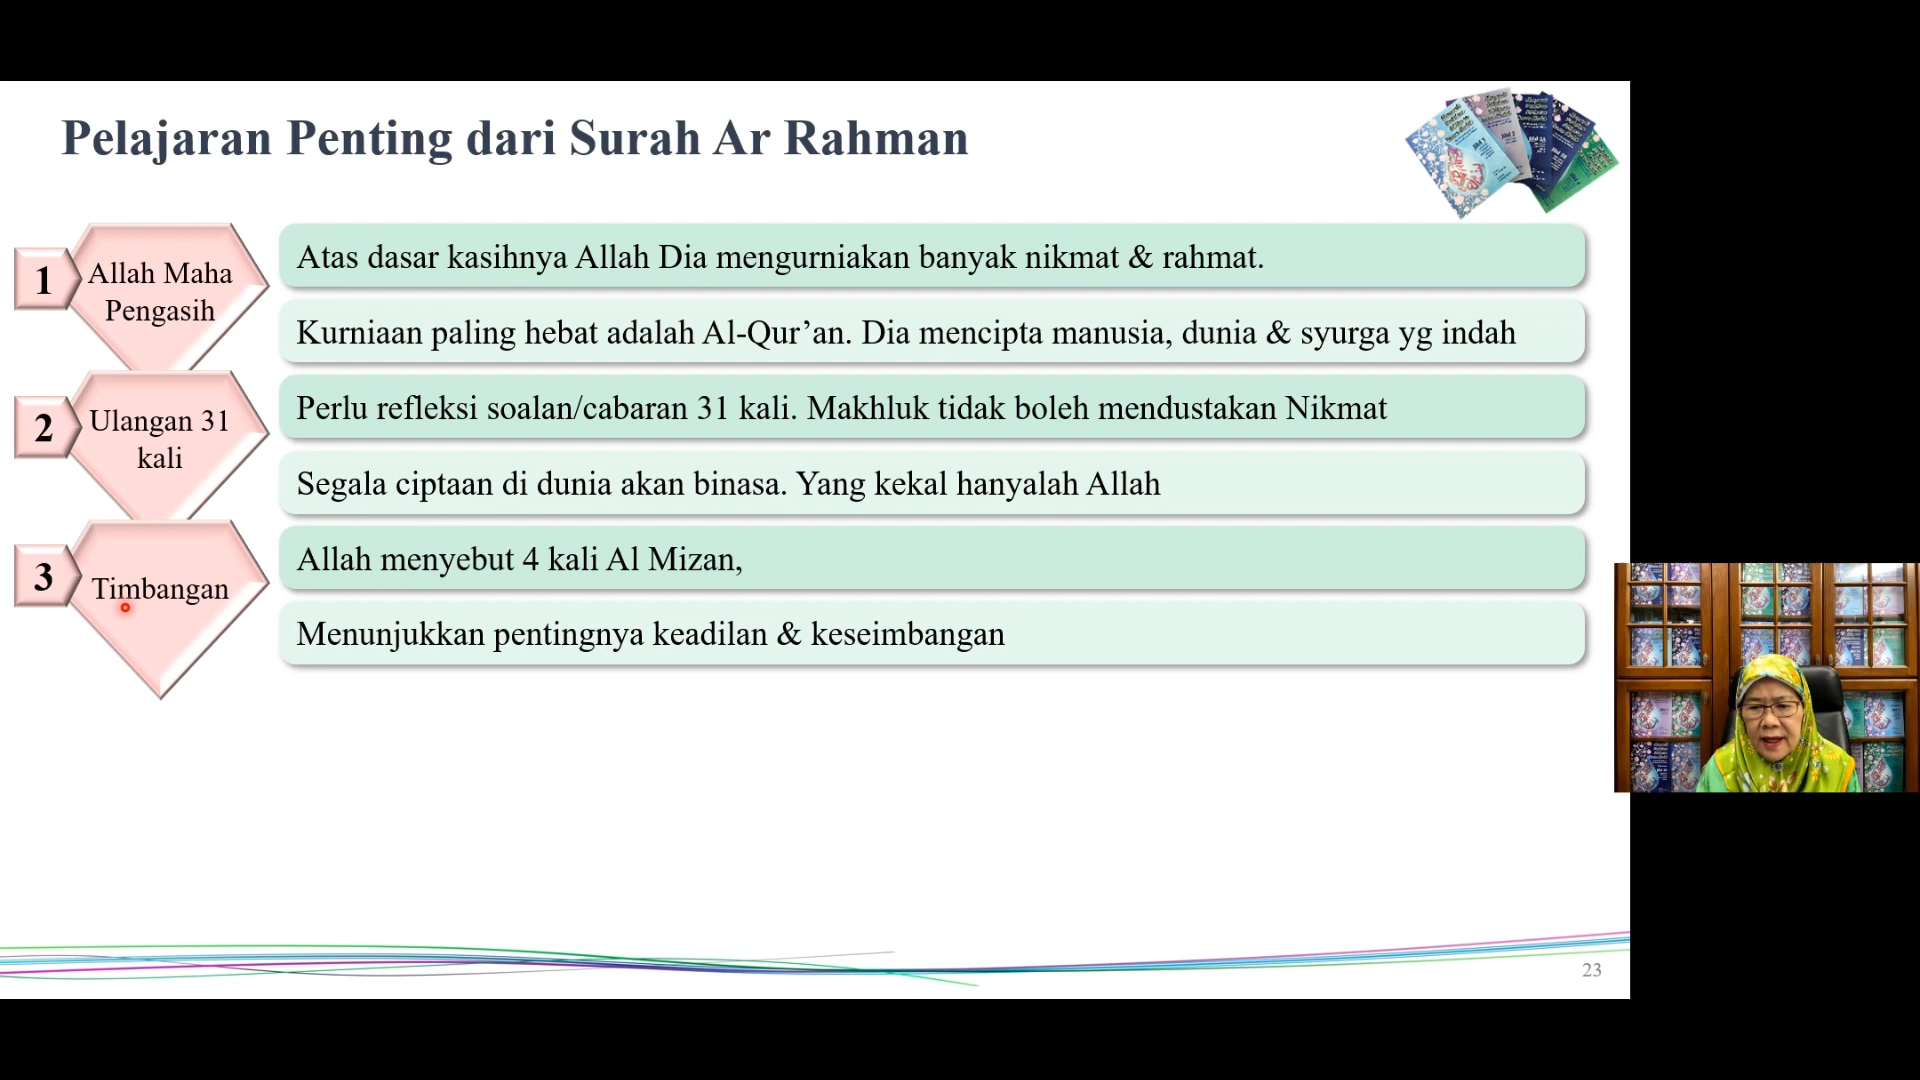 Pelajaran Penting dari Surah Ar Rahman
1
Allah Maha
Pengasih
Atas dasar kasihnya Allah Dia mengurniakan banyak nikmat & rahmat.
Kurniaan paling hebat adalah Al-Qur’an. Dia mencipta manusia, dunia & syurga yg indah
2
Ulangan 31
kali
Perlu refleksi soalan/cabaran 31 kali. Makhluk tidak boleh mendustakan Nikmat
Segala ciptaan di dunia akan binasa. Yang kekal hanyalah Allah
3
Timbangan
Allah menyebut 4 kali Al Mizan,
Menunjukkan pentingnya keadilan & keseimbangan
23